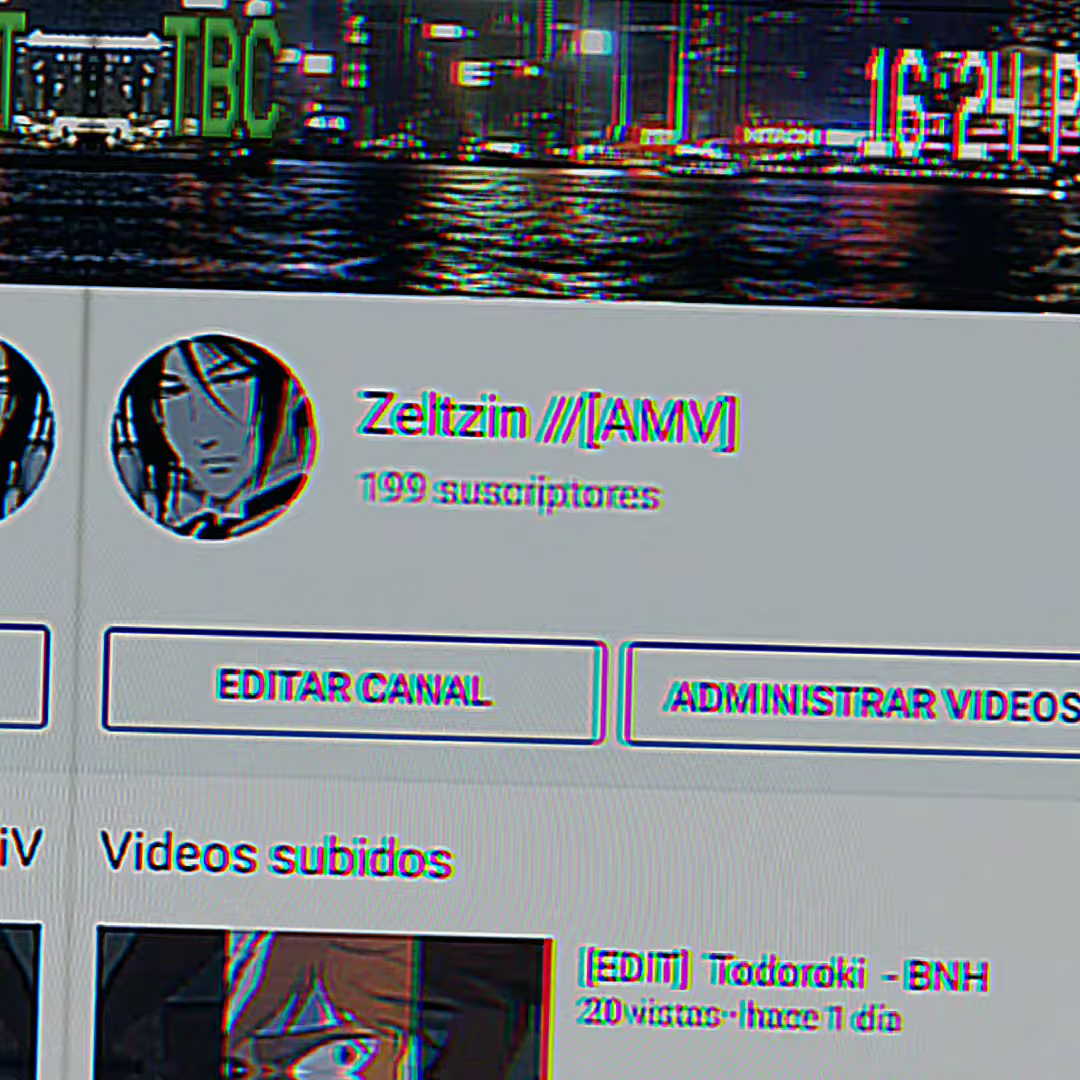 TBC
16:24 P
HITACHI
Zeltzin ///[AMV]
199 suscriptores
EDITAR CANAL
ADMINISTRAR VIDEOS
iV
Videos subidos
[EDIT] Todoroki - BNH
20 vistas · hace 1 día